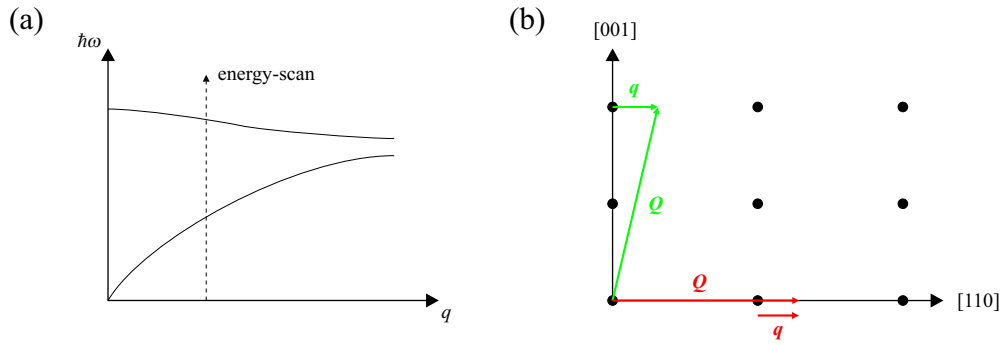 (a)
ħω
energy-scan
q
(b)
[001]
q
Q
Q
[110]
q